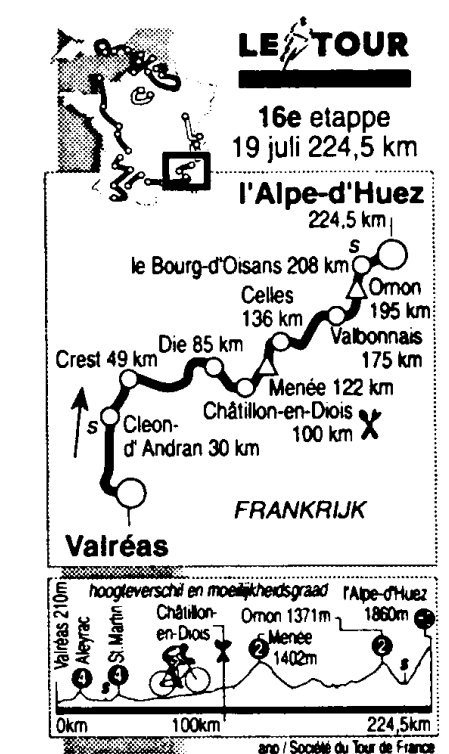 LE TOUR
16e etappe
19 juli 224,5 km
l'Alpe-d'Huez
224,5 km
s
le Bourg-d'Oisans 208 km
Ornon
195 km
Celles
136 km
Valbonnais
175 km
Die 85 km
Crest 49 km
Menée 122 km
Châtillon-en-Diois
100 km
s
Cleon-
d'Andran 30 km
FRANKRIJK
Valréas
hoogteverschil en moeilijkheidsgraad
Valréas 210m
4 Aleyrac
s
4 St. Martin
Châtillon-
en-Diois
Ornon 1371m
l'Alpe-d'Huez
1860m
2
Menée
1402m
2
s
0km
100km
224,5km
anp / Société du Tour de France